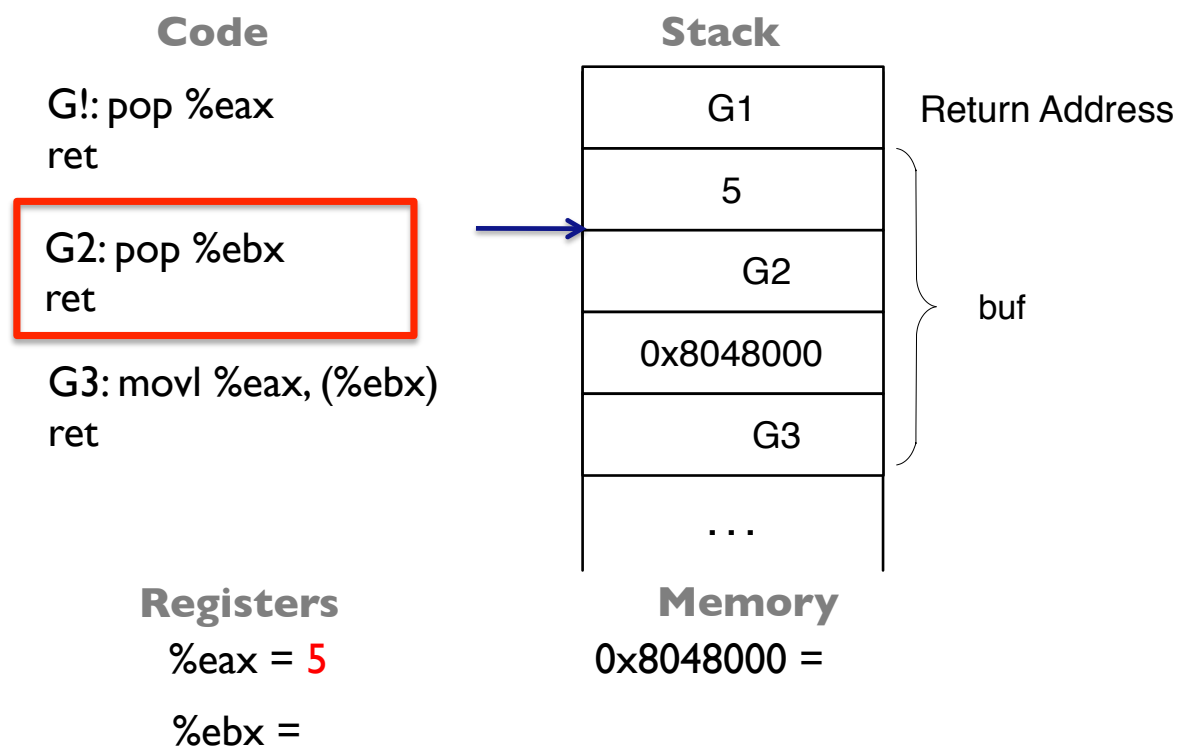 Code
G!: pop %eax
ret
G2: pop %ebx
ret
G3: movl %eax, (%ebx)
ret
Stack
G1
Return Address
5
G2
0x8048000
G3
buf
. . .
Registers
%eax = 5
%ebx =
Memory
0x8048000 =